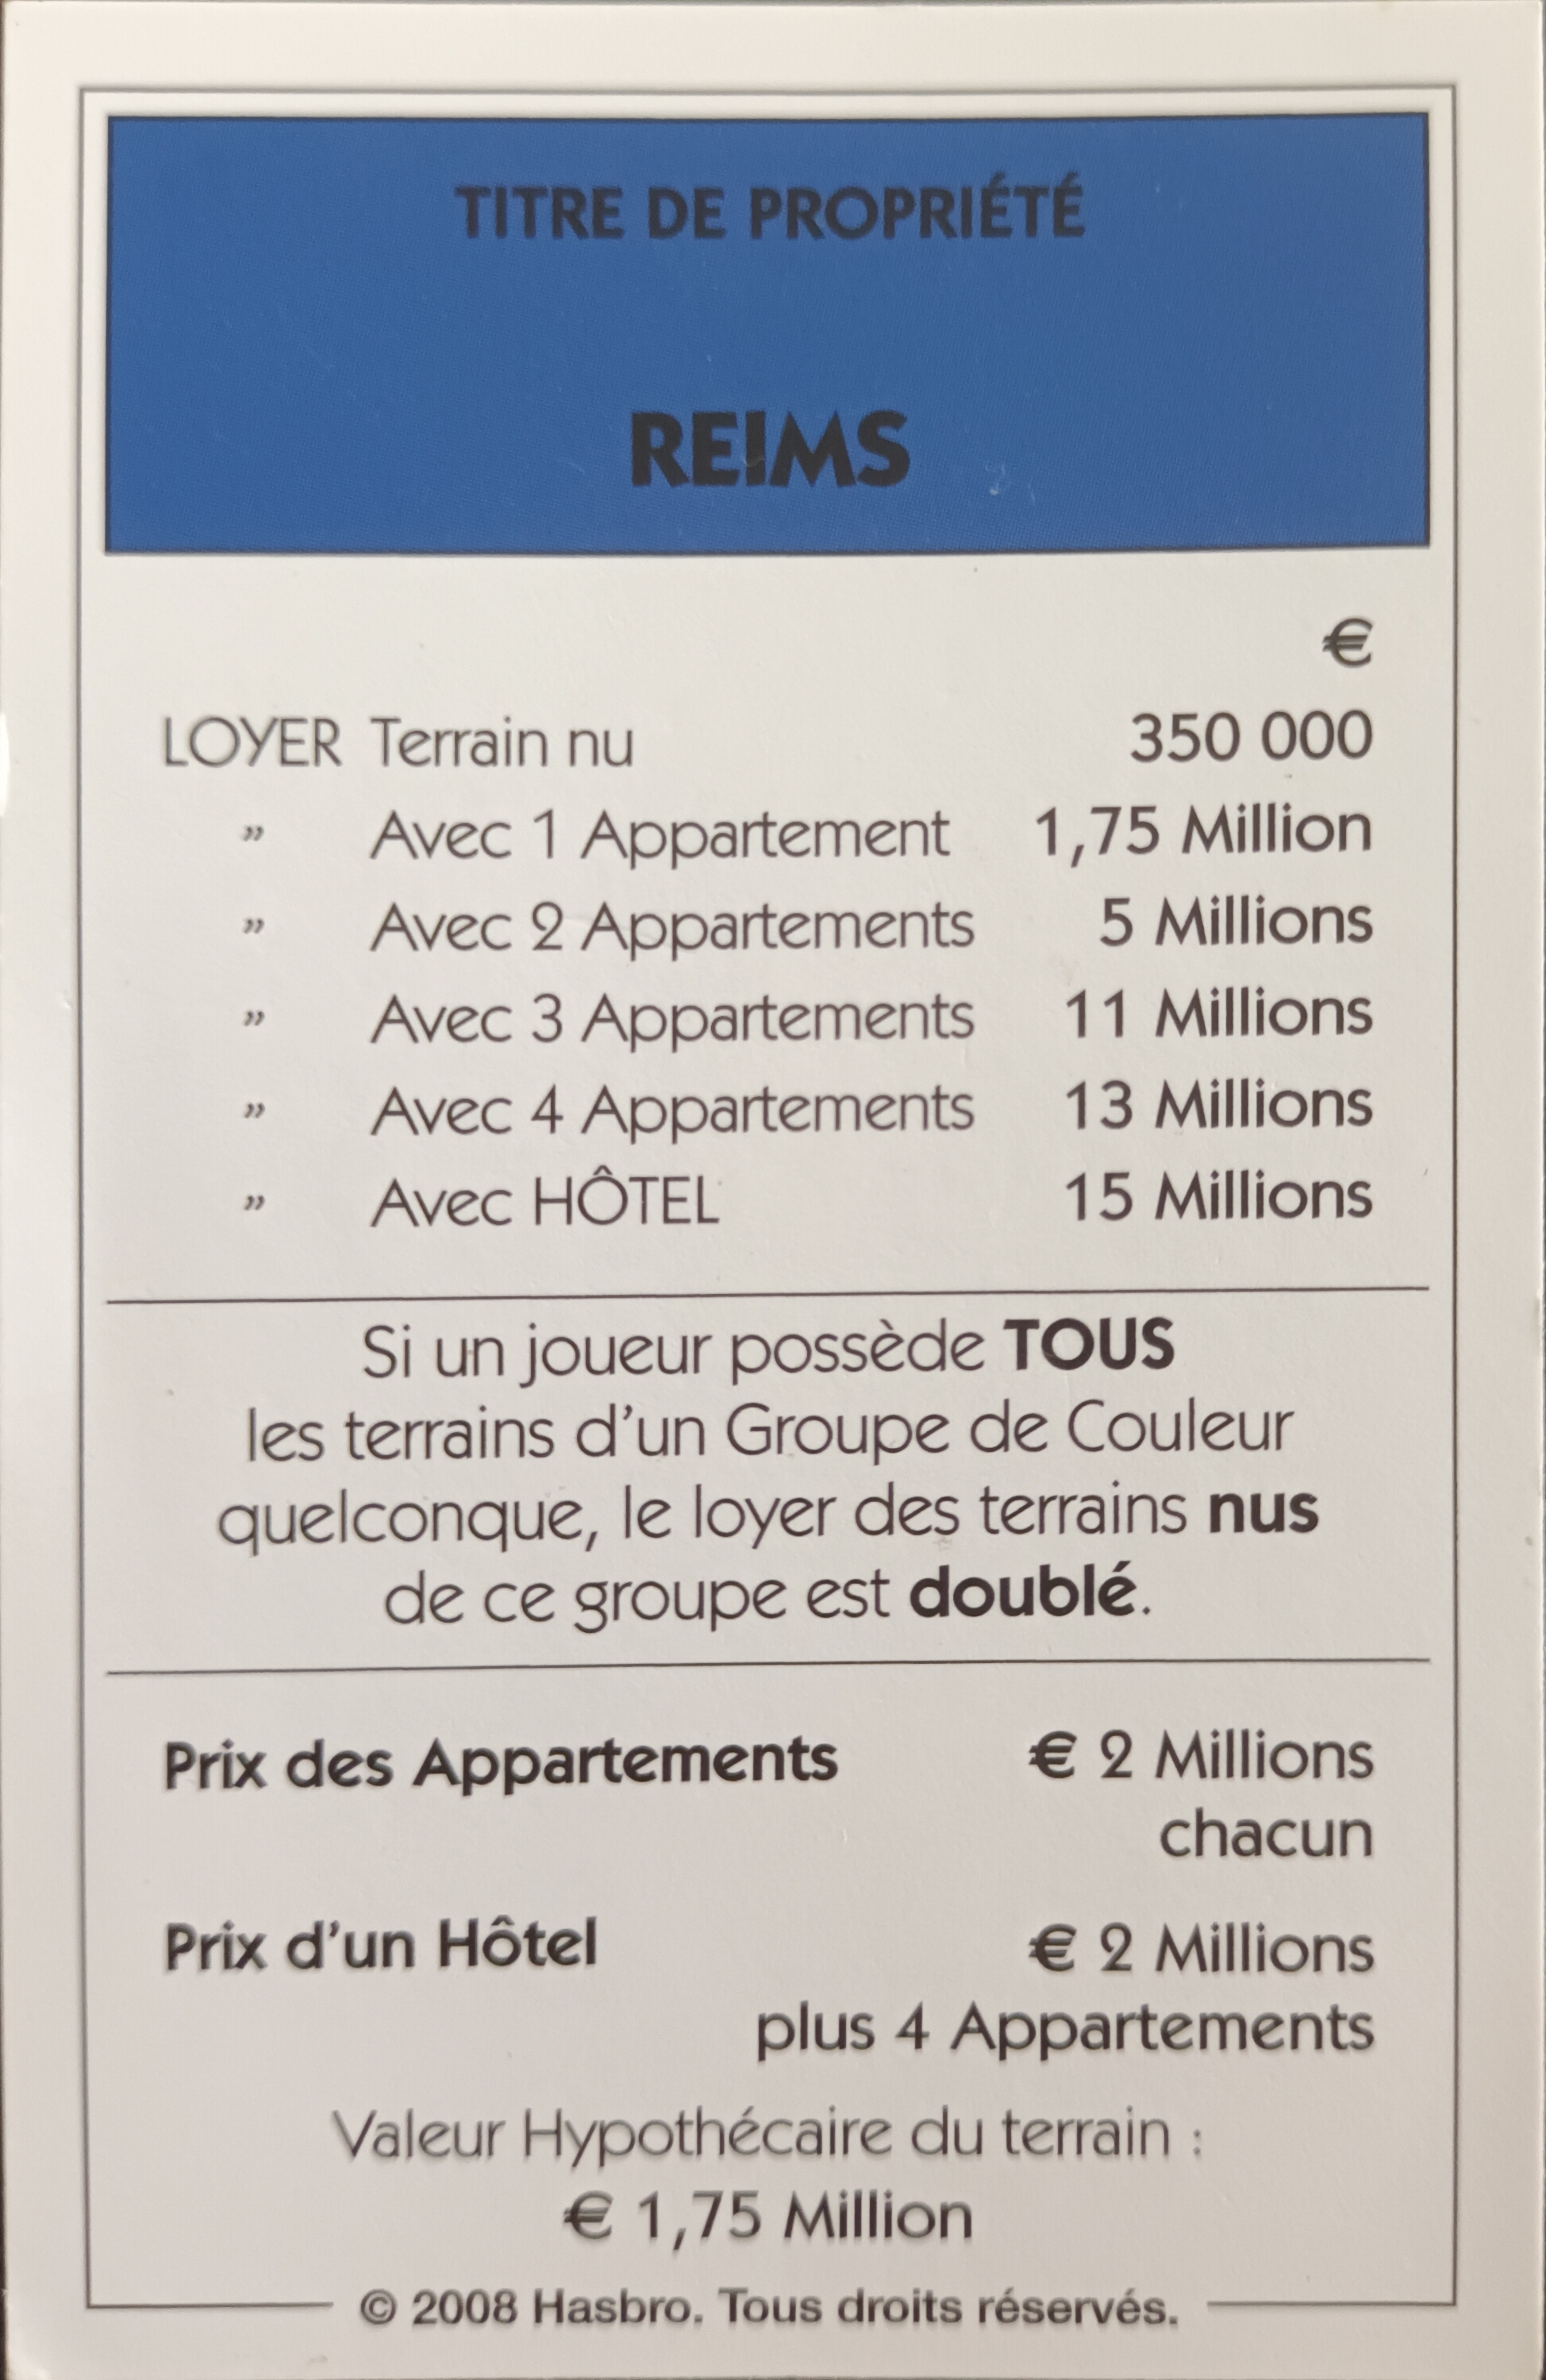 TITRE DE PROPRIÉTÉ
REIMS
€
LOYER Terrain nu 350 000
” Avec 1 Appartement 1,75 Million
” Avec 2 Appartements 5 Millions
” Avec 3 Appartements 11 Millions
” Avec 4 Appartements 13 Millions
” Avec HÔTEL 15 Millions
Si un joueur possède TOUS
les terrains d’un Groupe de Couleur
quelconque, le loyer des terrains nus
de ce groupe est doublé.
Prix des Appartements € 2 Millions
chacun
Prix d’un Hôtel € 2 Millions
plus 4 Appartements
Valeur Hypothécaire du terrain :
€ 1,75 Million
© 2008 Hasbro. Tous droits réservés.